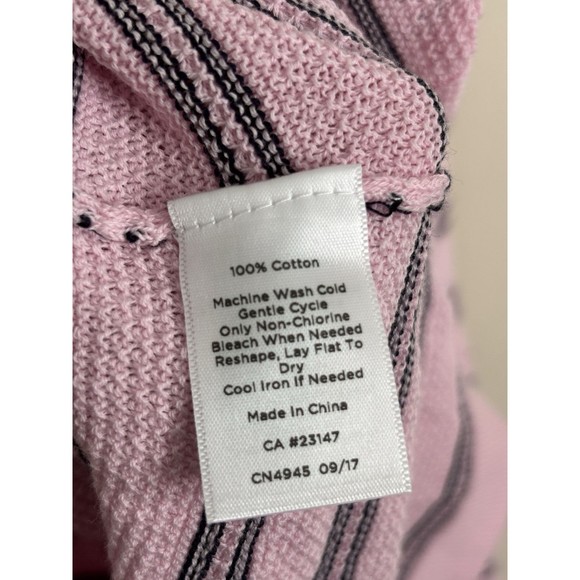 100% Cotton
Machine Wash Cold
Gentle Cycle
Only Non-Chlorine
Bleach When Needed
Reshape, Lay Flat To
Dry
Cool Iron If Needed
Made In China
CA #23147
CN4945 09/17